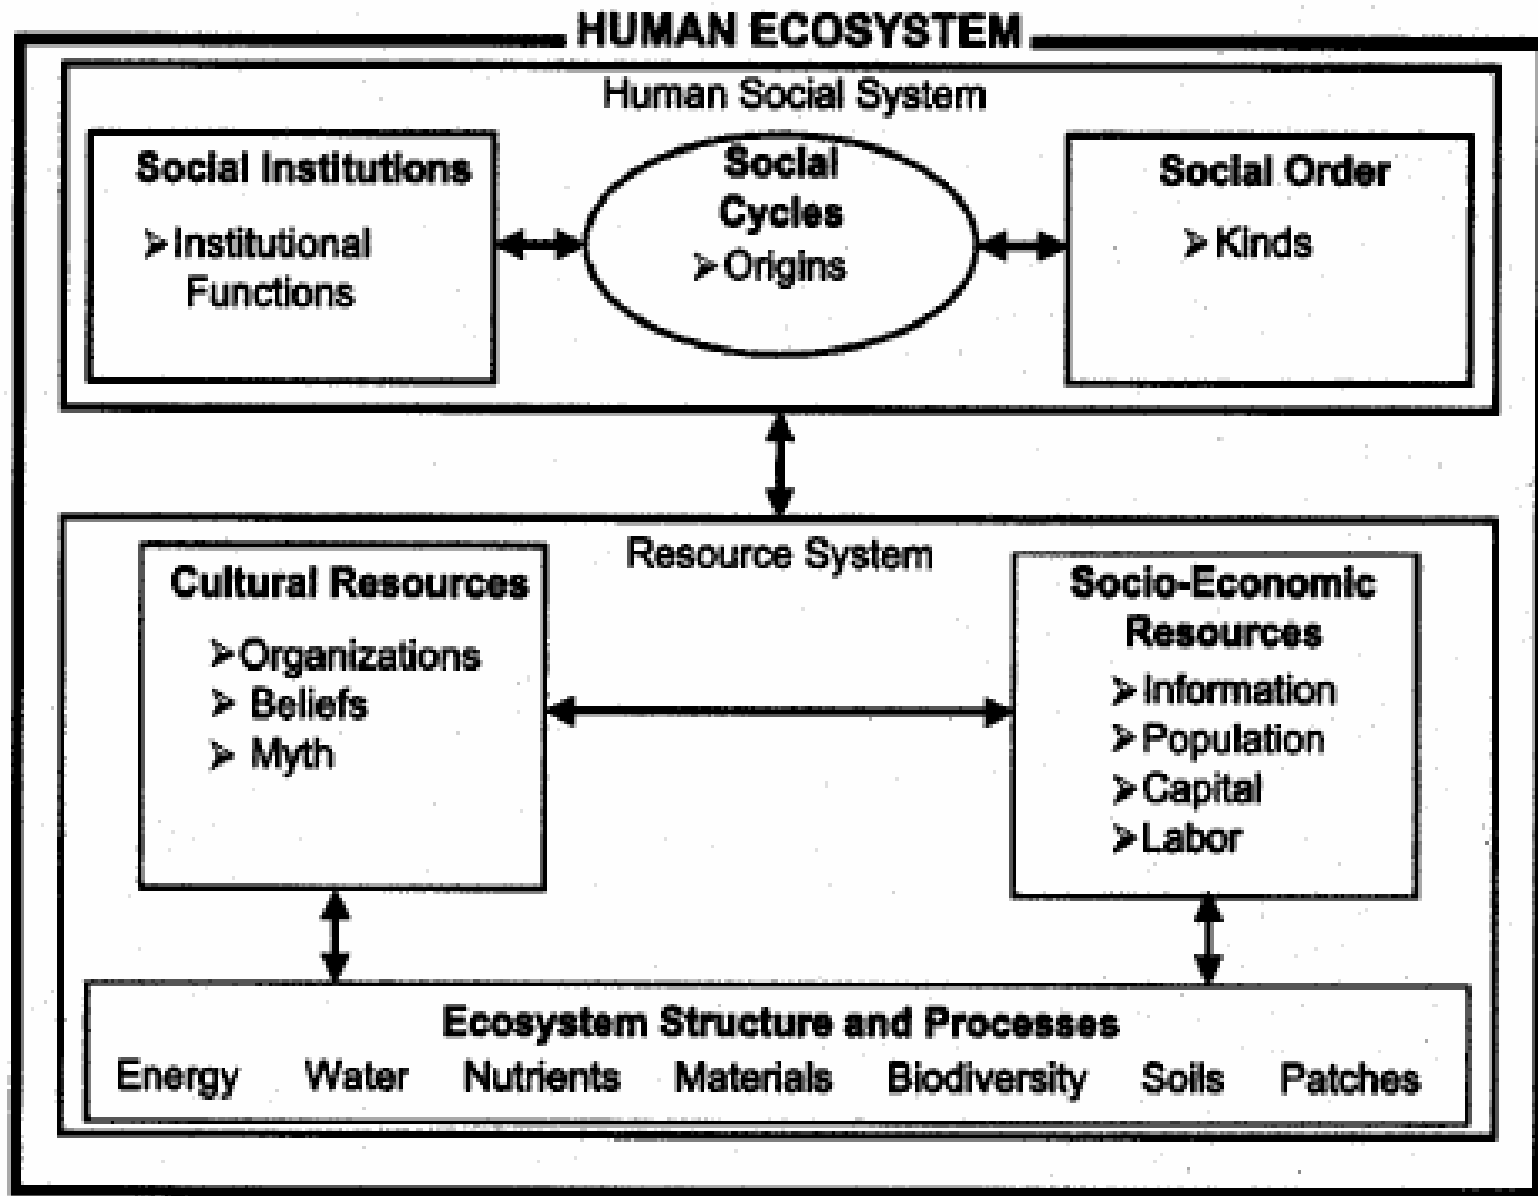 HUMAN ECOSYSTEM
Human Social System
Social Institutions
➢Institutional
Functions
Social
Cycles
➢Origins
Social Order
➢Kinds
Resource System
Cultural Resources
➢Organizations
➢ Beliefs
➢ Myth
Socio-Economic
Resources
➢Information
➢Population
➢Capital
➢Labor
Ecosystem Structure and Processes
Energy Water Nutrients Materials Biodiversity Soils Patches